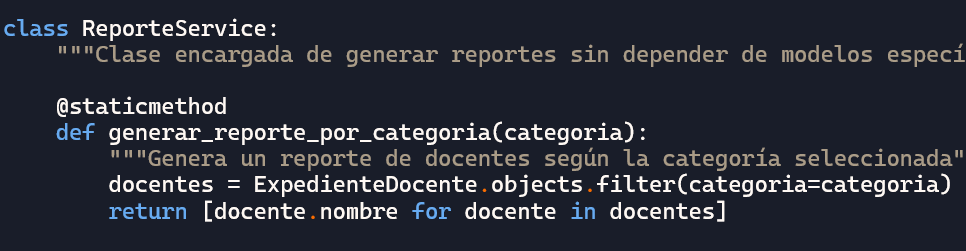 class ReporteService:
"""Clase encargada de generar reportes sin depender de modelos especí
@staticmethod
def generar_reporte_por_categoria(categoria):
"""Genera un reporte de docentes según la categoría seleccionada"
docentes = ExpedienteDocente.objects.filter(categoria=categoria)
return [docente.nombre for docente in docentes]